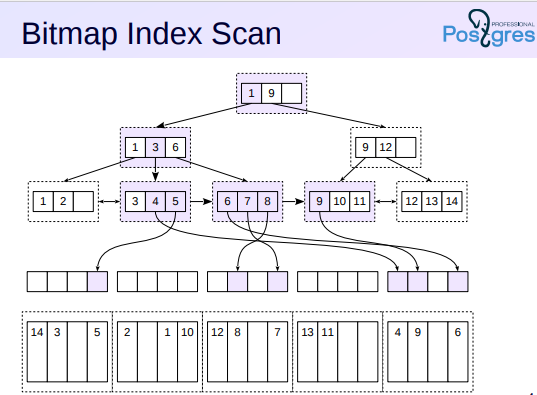 Bitmap Index Scan
PROFESSIONAL
Postgres
1 9
1 3 6
9 12
1 2
3 4 5
6 7 8
9 10 11
12 13 14
14 3 5
2 1 10
12 8 7
13 11
4 9 6